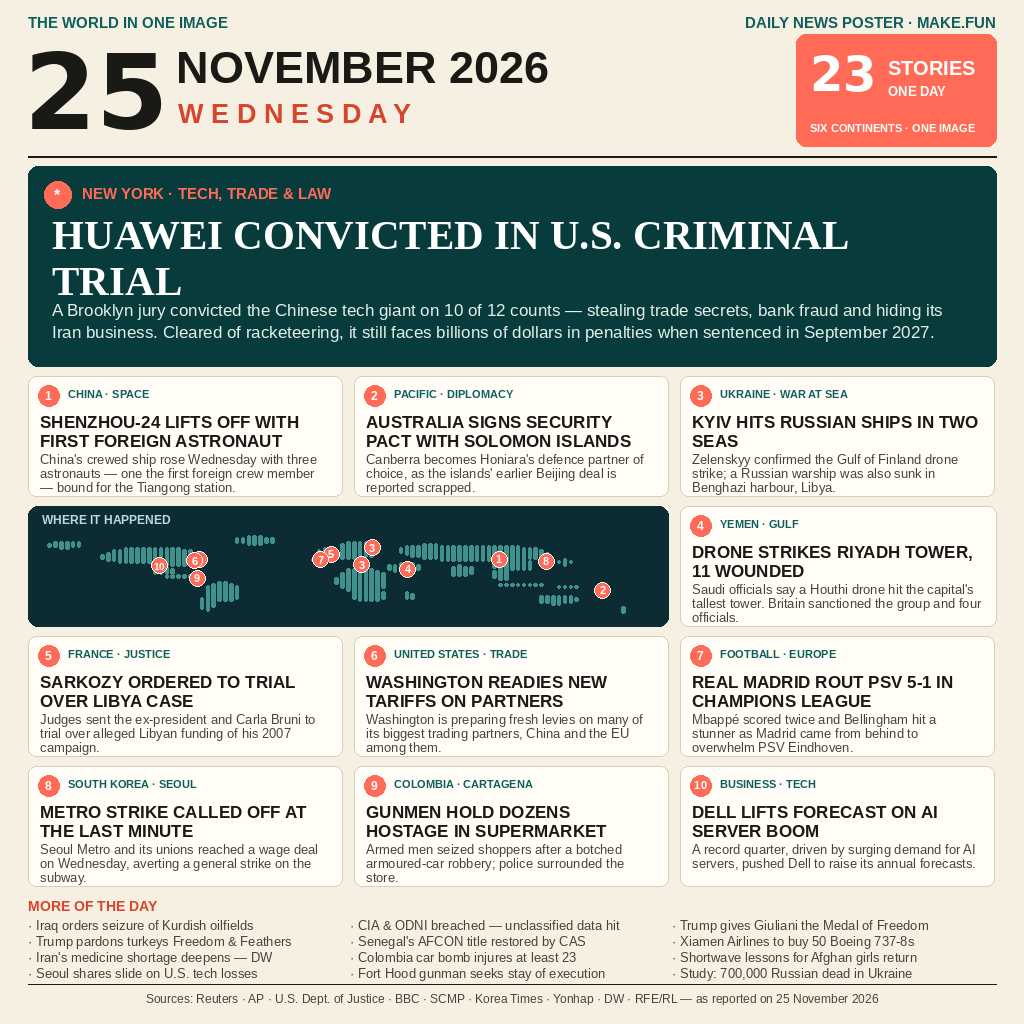 THE WORLD IN ONE IMAGE
DAILY NEWS POSTER · MAKE.FUN
25
NOVEMBER 2026
WEDNESDAY
23
STORIES
ONE DAY
SIX CONTINENTS · ONE IMAGE
*
NEW YORK · TECH, TRADE & LAW
HUAWEI CONVICTED IN U.S. CRIMINAL
TRIAL
A Brooklyn jury convicted the Chinese tech giant on 10 of 12 counts — stealing trade secrets, bank fraud and hiding its
Iran business. Cleared of racketeering, it still faces billions of dollars in penalties when sentenced in September 2027.
1
CHINA · SPACE
SHENZHOU-24 LIFTS OFF WITH
FIRST FOREIGN ASTRONAUT
China's crewed ship rose Wednesday with three
astronauts — one the first foreign crew member
— bound for the Tiangong station.
2
PACIFIC · DIPLOMACY
AUSTRALIA SIGNS SECURITY
PACT WITH SOLOMON ISLANDS
Canberra becomes Honiara's defence partner of
choice, as the islands' earlier Beijing deal is
reported scrapped.
3
UKRAINE · WAR AT SEA
KYIV HITS RUSSIAN SHIPS IN TWO
SEAS
Zelenskyy confirmed the Gulf of Finland drone
strike; a Russian warship was also sunk in
Benghazi harbour, Libya.
WHERE IT HAPPENED
10
6
9
7
5
3
3
4
1
8
2
4
YEMEN · GULF
DRONE STRIKES RIYADH TOWER,
11 WOUNDED
Saudi officials say a Houthi drone hit the capital's
tallest tower. Britain sanctioned the group and four
officials.
5
FRANCE · JUSTICE
SARKOZY ORDERED TO TRIAL
OVER LIBYA CASE
Judges sent the ex-president and Carla Bruni to
trial over alleged Libyan funding of his 2007
campaign.
6
UNITED STATES · TRADE
WASHINGTON READIES NEW
TARIFFS ON PARTNERS
Washington is preparing fresh levies on many of
its biggest trading partners, China and the EU
among them.
7
FOOTBALL · EUROPE
REAL MADRID ROUT PSV 5-1 IN
CHAMPIONS LEAGUE
Mbappé scored twice and Bellingham hit a
stunner as Madrid came from behind to
overwhelm PSV Eindhoven.
8
SOUTH KOREA · SEOUL
METRO STRIKE CALLED OFF AT
THE LAST MINUTE
Seoul Metro and its unions reached a wage deal
on Wednesday, averting a general strike on the
subway.
9
COLOMBIA · CARTAGENA
GUNMEN HOLD DOZENS
HOSTAGE IN SUPERMARKET
Armed men seized shoppers after a botched
armoured-car robbery; police surrounded the
store.
10
BUSINESS · TECH
DELL LIFTS FORECAST ON AI
SERVER BOOM
A record quarter, driven by surging demand for AI
servers, pushed Dell to raise its annual forecasts.
MORE OF THE DAY
· Iraq orders seizure of Kurdish oilfields
· Trump pardons turkeys Freedom & Feathers
· Iran's medicine shortage deepens — DW
· Seoul shares slide on U.S. tech losses
· CIA & ODNI breached — unclassified data hit
· Senegal's AFCON title restored by CAS
· Colombia car bomb injures at least 23
· Fort Hood gunman seeks stay of execution
· Trump gives Giuliani the Medal of Freedom
· Xiamen Airlines to buy 50 Boeing 737-8s
· Shortwave lessons for Afghan girls return
· Study: 700,000 Russian dead in Ukraine
Sources: Reuters · AP · U.S. Dept. of Justice · BBC · SCMP · Korea Times · Yonhap · DW · RFE/RL — as reported on 25 November 2026